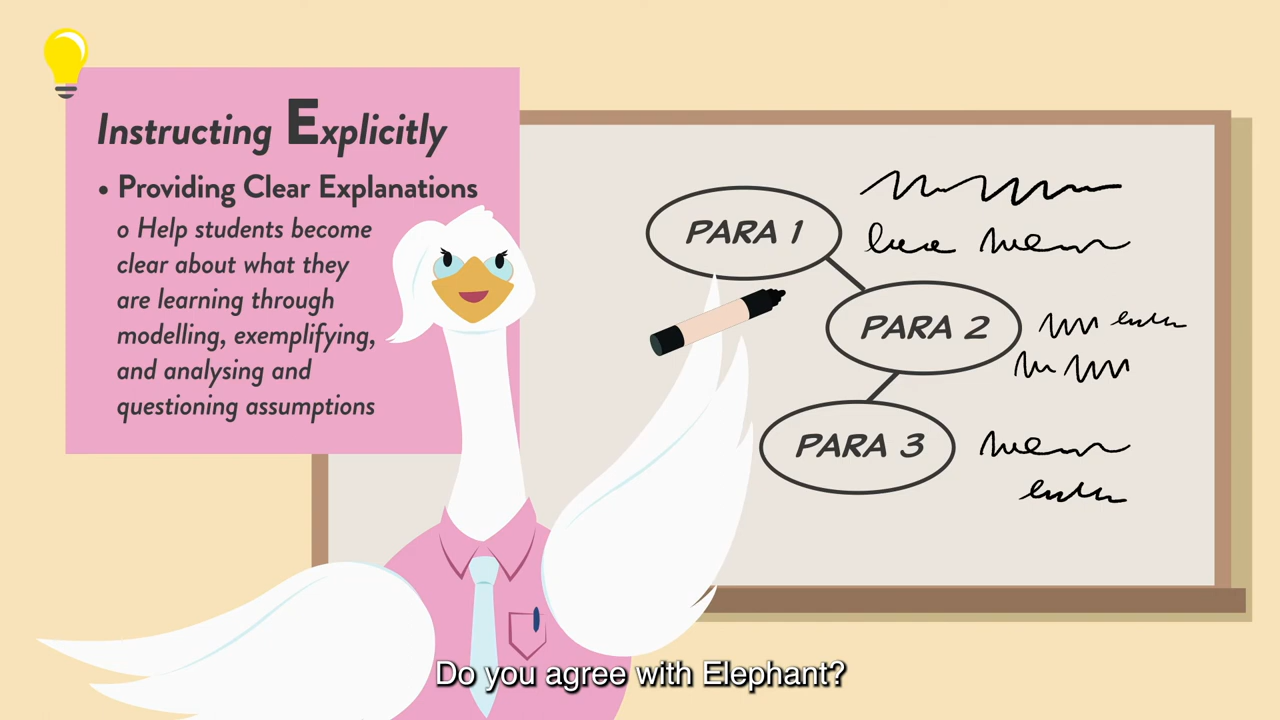 Instructing Explicitly
• Providing Clear Explanations
o Help students become
clear about what they
are learning through
modelling, exemplifying,
and analysing and
questioning assumptions
PARA 1
PARA 2
PARA 3
Do you agree with Elephant?